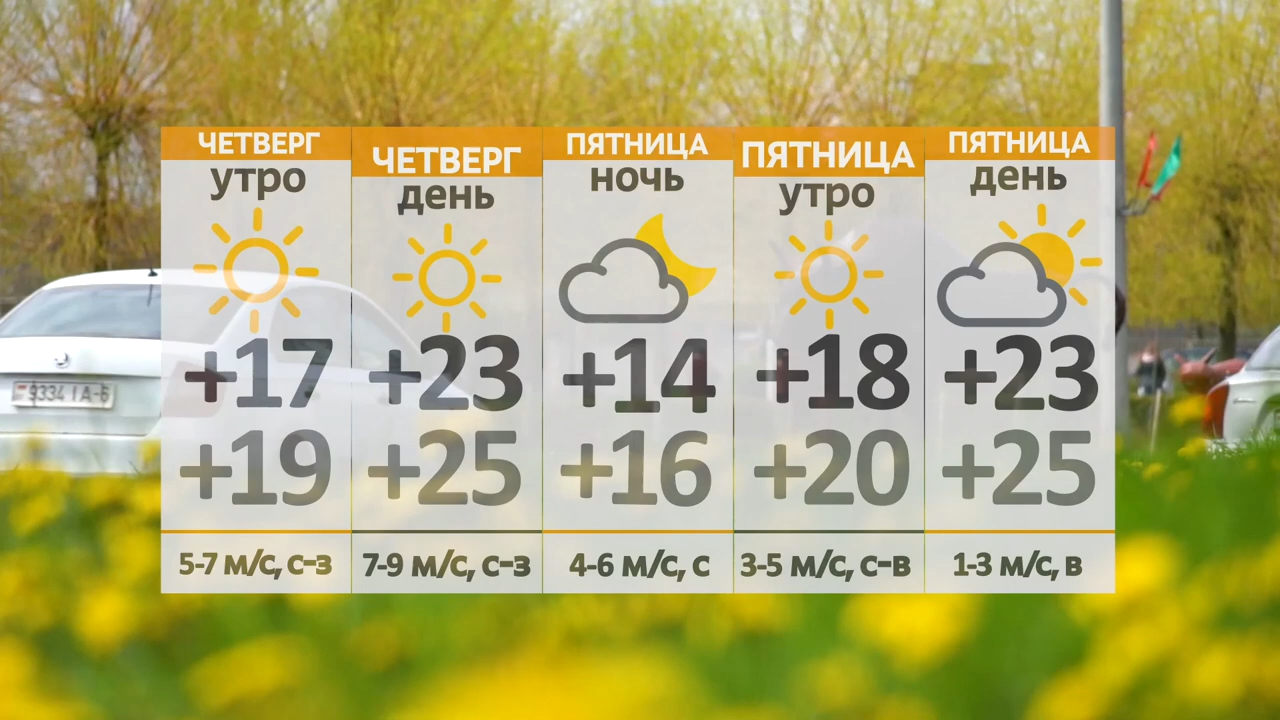 ЧЕТВЕРГ
утро
+17
+19
5-7 м/с, с-з
ЧЕТВЕРГ
день
+23
+25
7-9 м/с, с-з
ПЯТНИЦА
ночь
+14
+16
4-6 м/с, с
ПЯТНИЦА
утро
+18
+20
3-5 м/с, с-в
ПЯТНИЦА
день
+23
+25
1-3 м/с, в
9334 IA-6